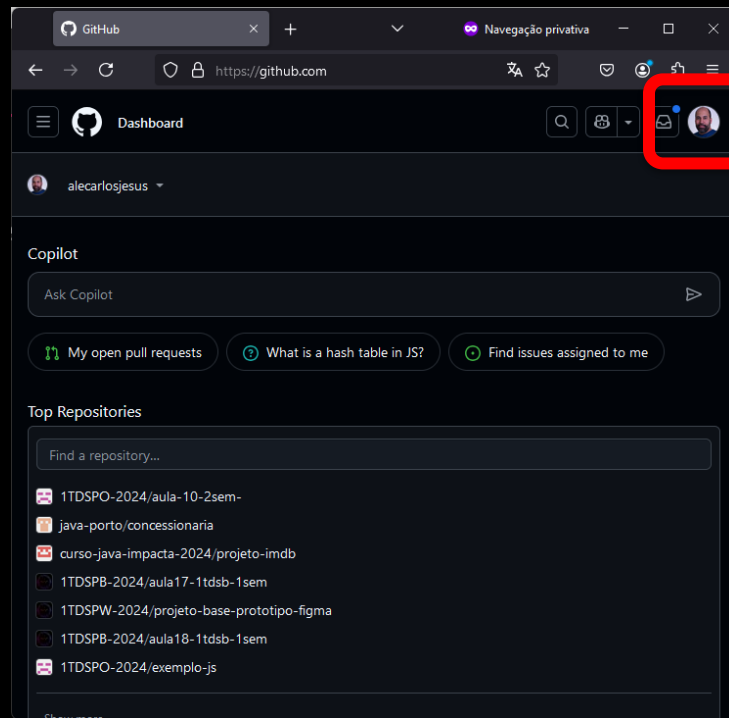 GitHub
Navegação privativa
https://github.com
Dashboard
alecarlosjesus
Copilot
Ask Copilot
My open pull requests
What is a hash table in JS?
Find issues assigned to me
Top Repositories
Find a repository...
1TDSPO-2024/aula-10-2sem-
java-porto/concessionaria
curso-java-impacta-2024/projeto-imdb
1TDSPB-2024/aula17-1tdsb-1sem
1TDSPW-2024/projeto-base-prototipo-figma
1TDSPB-2024/aula18-1tdsb-1sem
1TDSPO-2024/exemplo-js
Show more